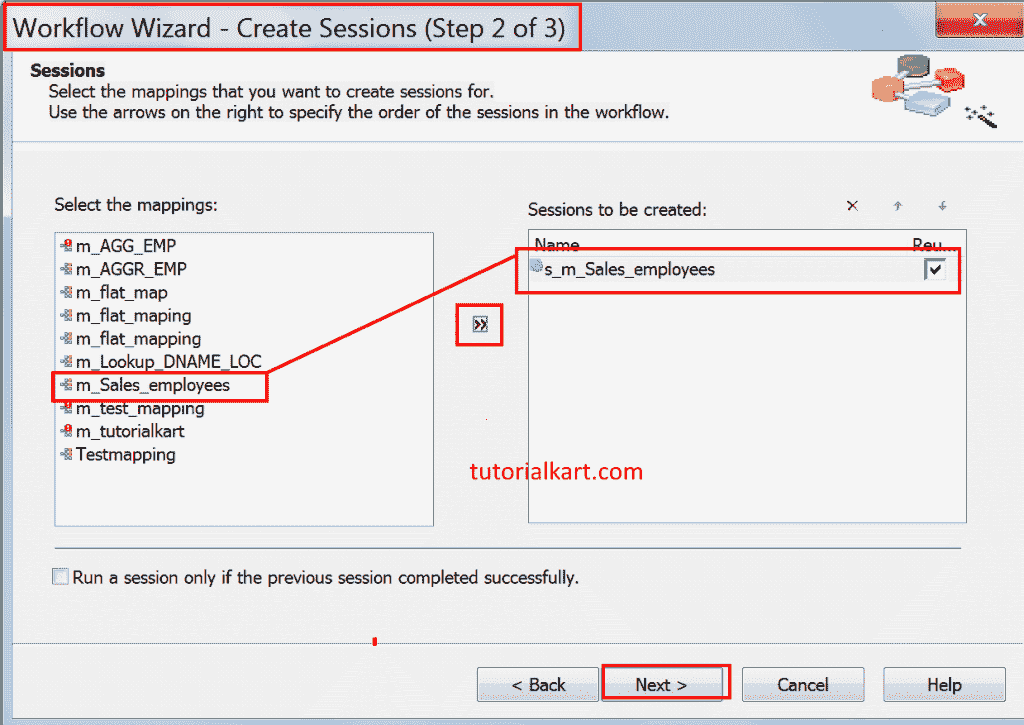 Workflow Wizard - Create Sessions (Step 2 of 3)
Sessions
Select the mappings that you want to create sessions for.
Use the arrows on the right to specify the order of the sessions in the workflow.
Select the mappings:
m_AGG_EMP
m_AGGR_EMP
m_flat_map
m_flat_maping
m_flat_mapping
m_Lookup_DNAME_LOC
m_Sales_employees
m_test_mapping
m_tutorialkart
Testmapping
Sessions to be created:
Name Reu...
s_m_Sales_employees
tutorialkart.com
Run a session only if the previous session completed successfully.
< Back Next > Cancel Help